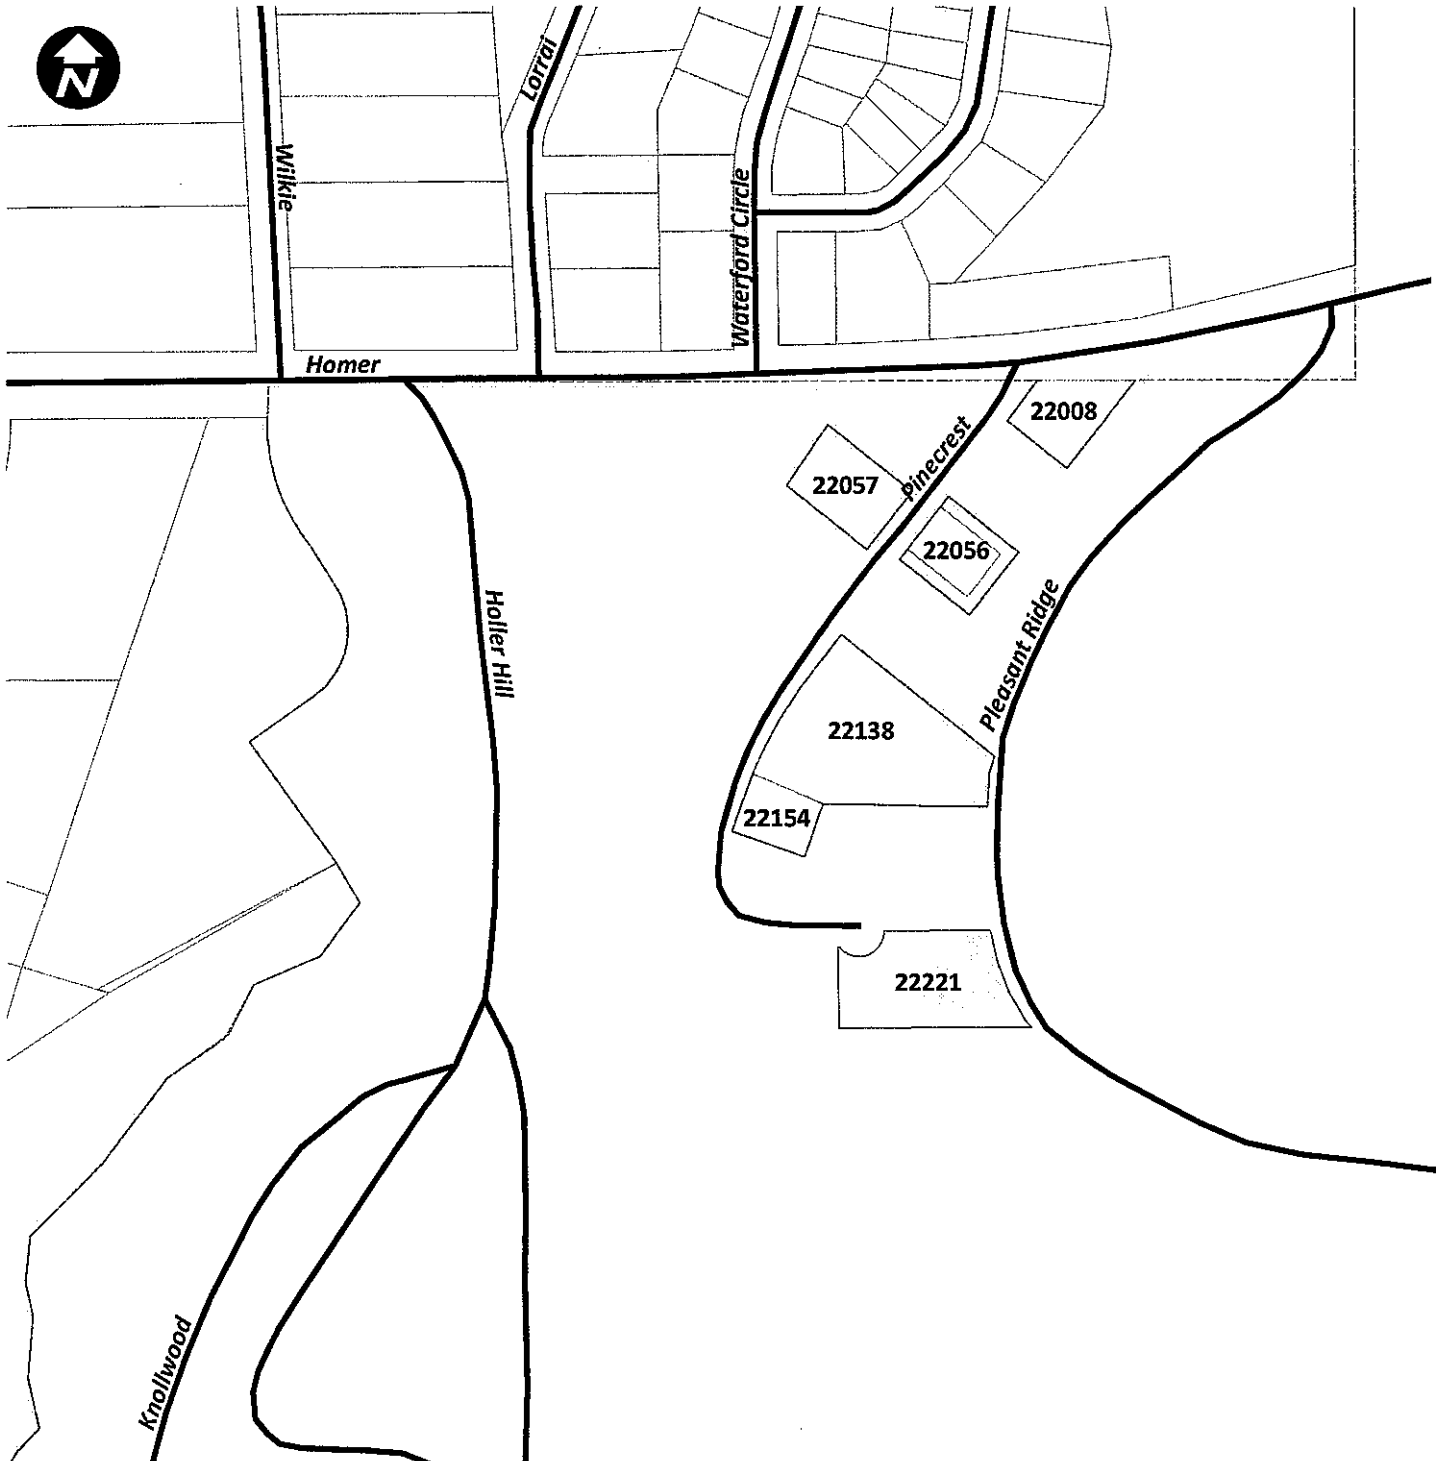 N
Lorrai
Wilkie
Waterford Circle
Homer
22008
Pinecrest
22057
22056
Holler Hill
Pleasant Ridge
22138
22154
22221
Knollwood